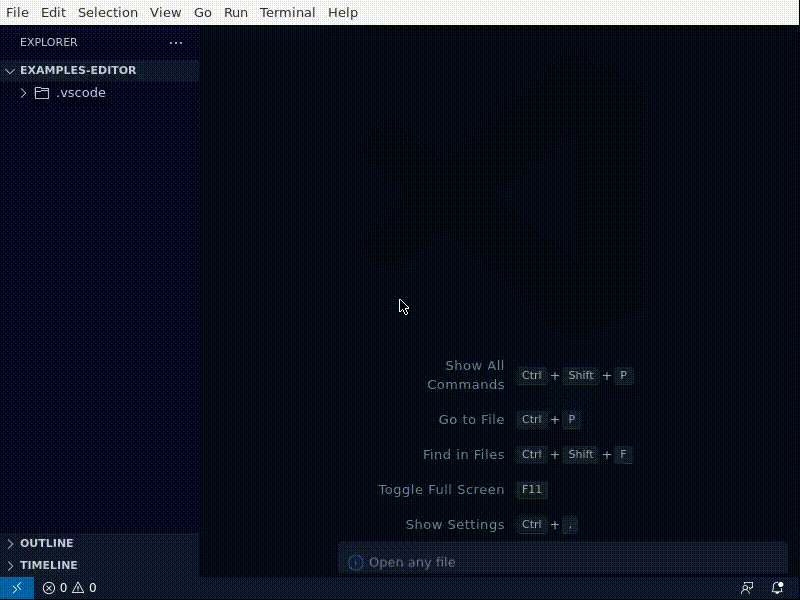 File Edit Selection View Go Run Terminal Help
EXPLORER
EXAMPLES-EDITOR
.vscode
Show All Commands Ctrl + Shift + P
Go to File Ctrl + P
Find in Files Ctrl + Shift + F
Toggle Full Screen F11
Show Settings Ctrl + ,
Open any file
OUTLINE
TIMELINE
0 0